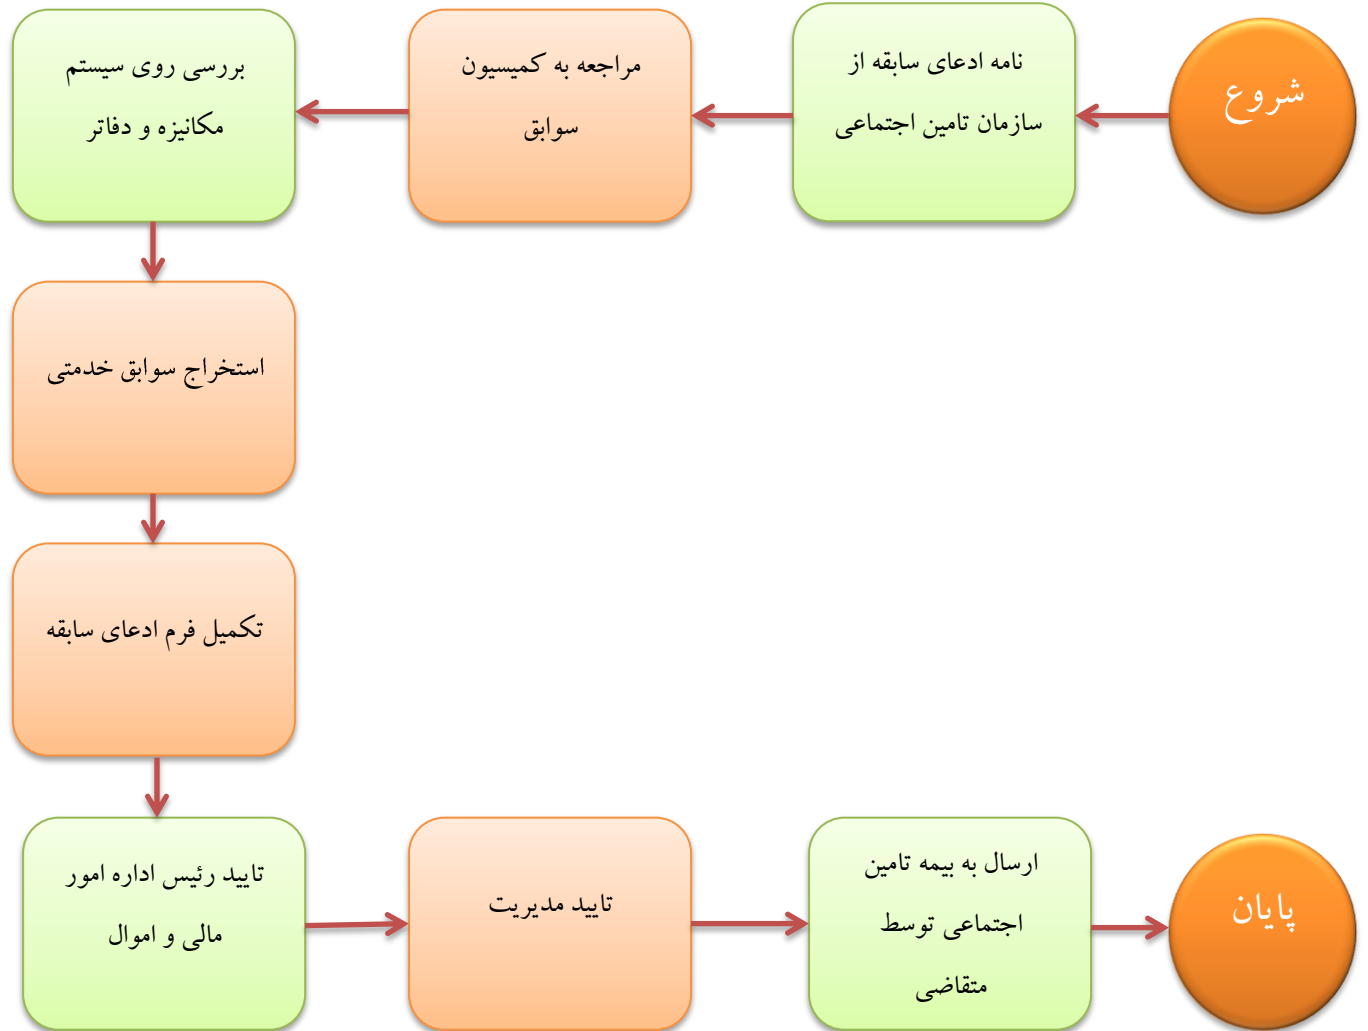 شروع
نامه ادعای سابقه از
سازمان تامین اجتماعی
مراجعه به کمیسیون
سوابق
بررسی روی سیستم
مکانیزه و دفاتر
استخراج سوابق خدمتی
تکمیل فرم ادعای سابقه
تایید رئیس اداره امور
مالی و اموال
تایید مدیریت
ارسال به بیمه تامین
اجتماعی توسط
متقاضی
پایان